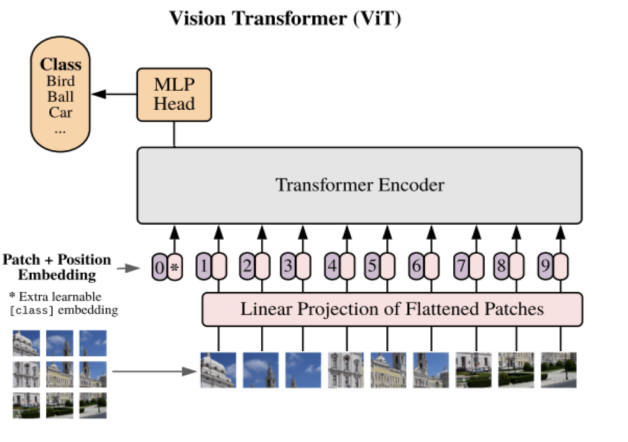 Vision Transformer (ViT)
Class
Bird
Ball
Car
...
MLP
Head
Transformer Encoder
Patch + Position
Embedding
0 * 1 2 3 4 5 6 7 8 9
* Extra learnable
[class] embedding
Linear Projection of Flattened Patches